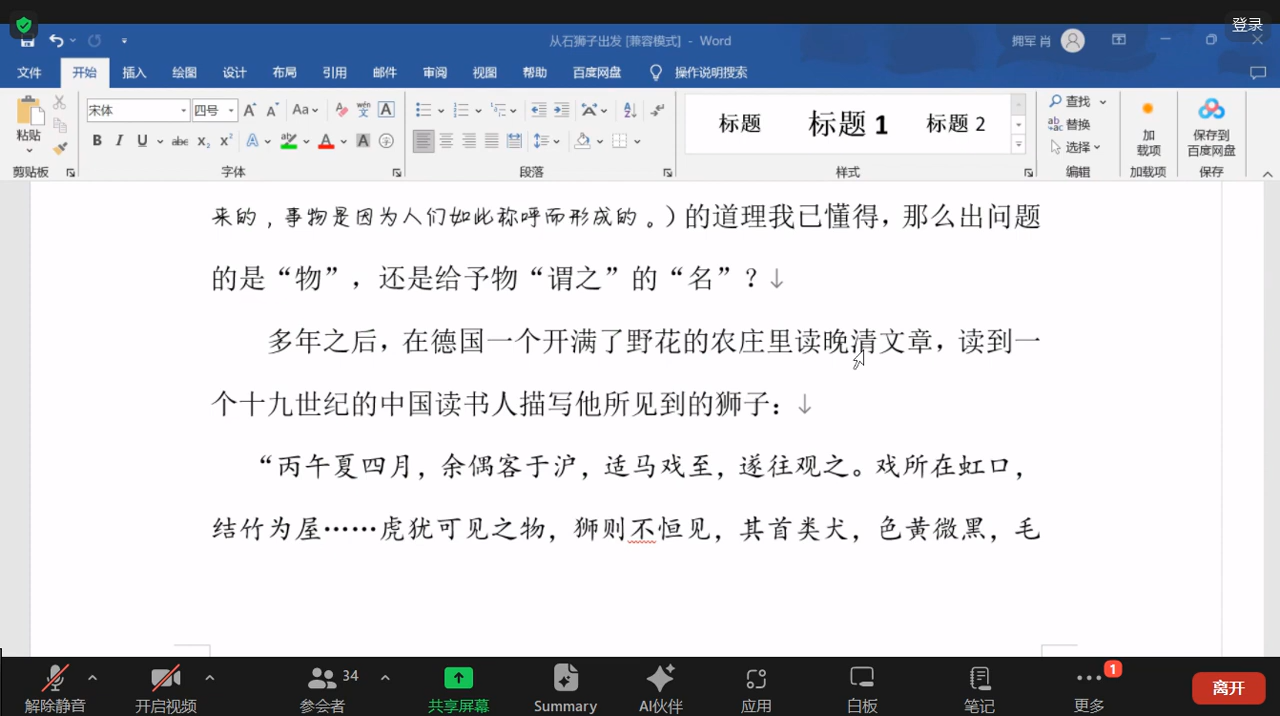 登录
从石狮子出发 [兼容模式] - Word
拥军 肖
文件 开始 插入 绘图 设计 布局 引用 邮件 审阅 视图 帮助 百度网盘 操作说明搜索
粘贴
宋体 四号 A A Aa A wén A
B I U abc x₂ x² A ab A A 字
标题 标题 1 标题 2
查找
替换
选择
加
载项
保存到
百度网盘
剪贴板 字体 段落 样式 编辑 加载项 保存
来的，事物是因为人们如此称呼而形成的。）的道理我已懂得，那么出问题
的是“物”，还是给予物“谓之”的“名”？↓
多年之后，在德国一个开满了野花的农庄里读晚清文章，读到一
个十九世纪的中国读书人描写他所见到的狮子：↓
“丙午夏四月，余偶客于沪，适马戏至，遂往观之。戏所在虹口，
结竹为屋……虎犹可见之物，狮则不恒见，其首类犬，色黄微黑，毛
解除静音 开启视频 34 参会者 共享屏幕 Summary AI伙伴 应用 白板 笔记 1 更多 离开